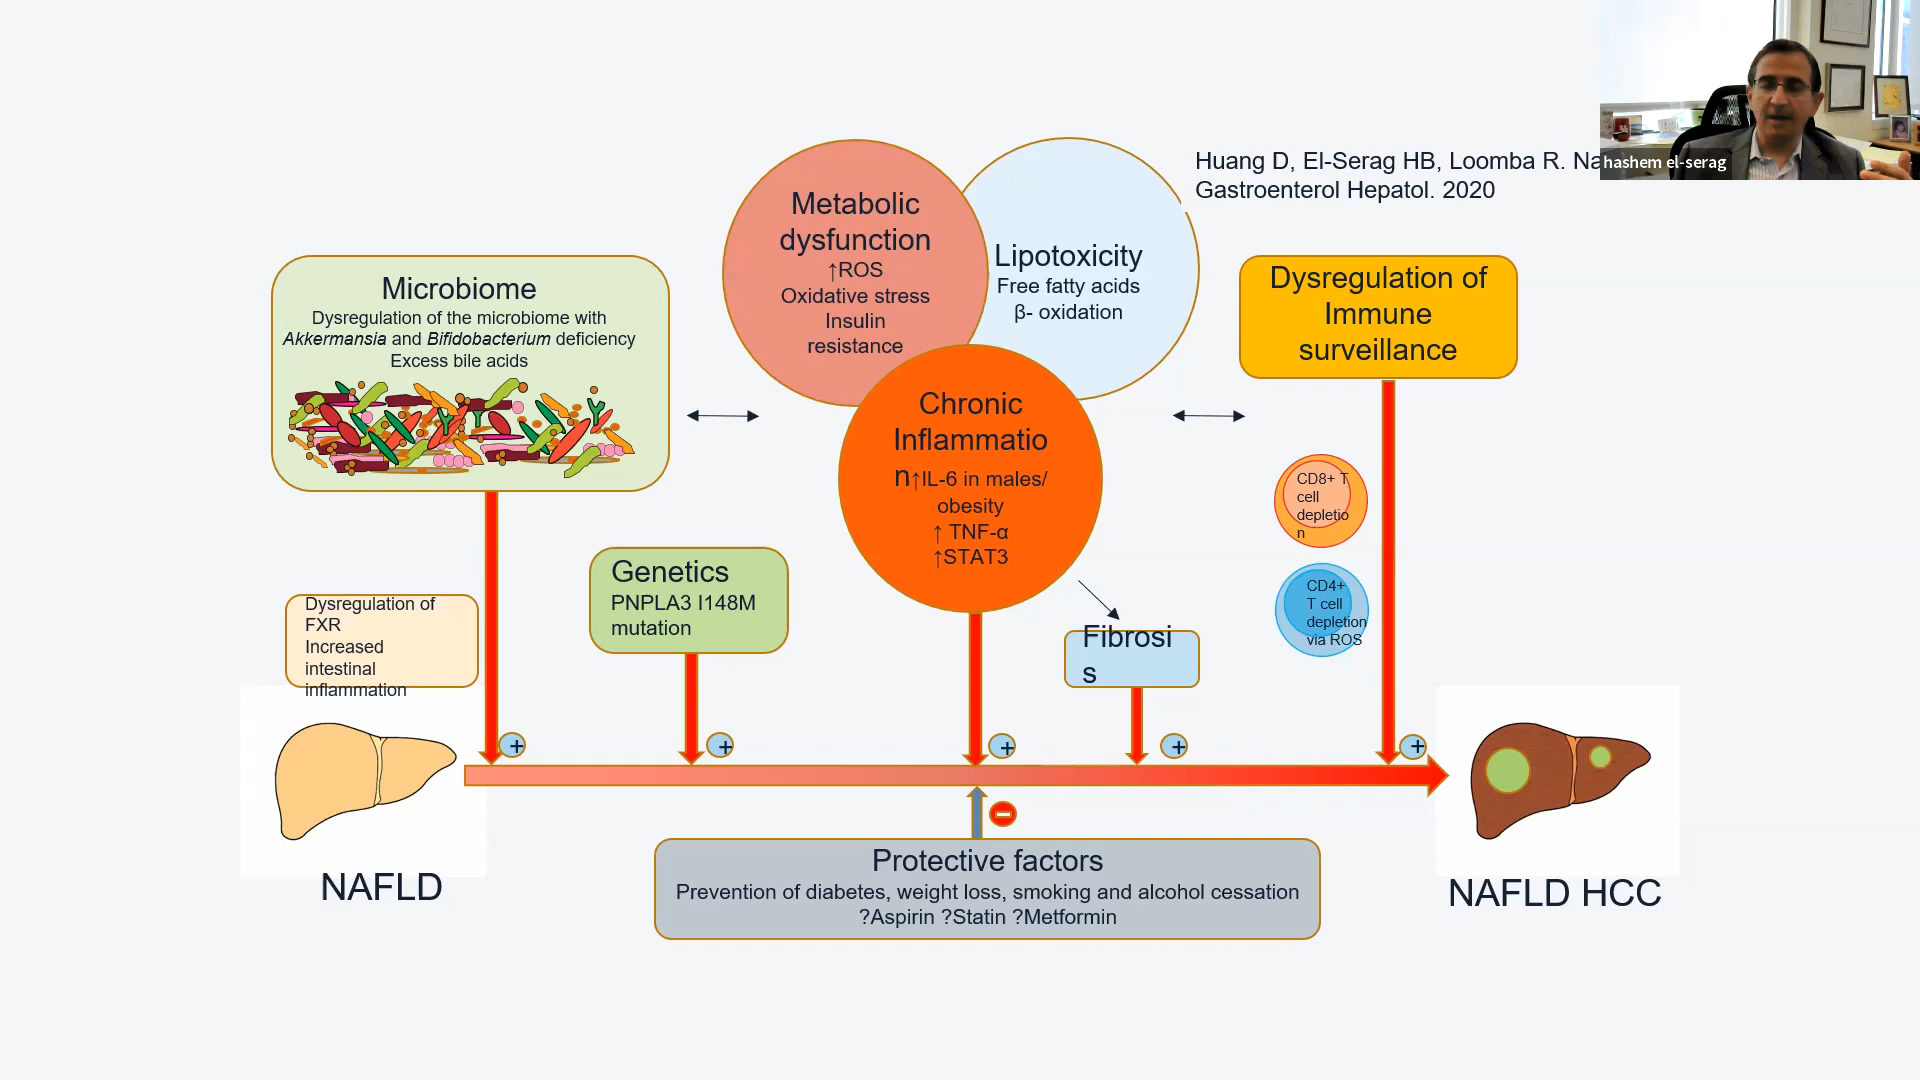 Huang D, El-Serag HB, Loomba R. Na
Gastroenterol Hepatol. 2020
hashem el-serag
Metabolic
dysfunction
↑ROS
Oxidative stress
Insulin
resistance
Lipotoxicity
Free fatty acids
β- oxidation
Microbiome
Dysregulation of the microbiome with
Akkermansia and Bifidobacterium deficiency
Excess bile acids
Dysregulation of
Immune
surveillance
Chronic
Inflammatio
n↑IL-6 in males/
obesity
↑ TNF-α
↑STAT3
CD8+ T
cell
depletio
n
CD4+
T cell
depletion
via ROS
Genetics
PNPLA3 I148M
mutation
Dysregulation of
FXR
Increased
intestinal
inflammation
Fibrosi
s
+
+
+
+
+
NAFLD
NAFLD HCC
Protective factors
Prevention of diabetes, weight loss, smoking and alcohol cessation
?Aspirin ?Statin ?Metformin